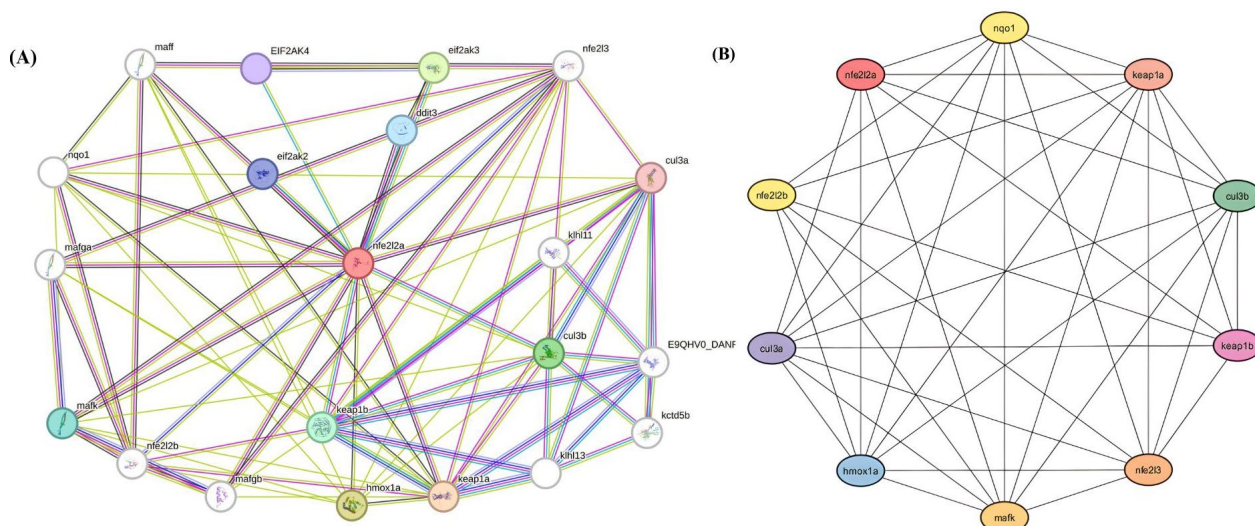 (A)
maff
EIF2AK4
eif2ak3
nfe2l3
ddit3
nqo1
eif2ak2
cul3a
mafga
nfe2l2a
klhl11
cul3b
E9QHV0_DANF
mafk
keap1b
kctd5b
nfe2l2b
klhl13
mafgb
hmox1a
keap1a
(B)
nqo1
nfe2l2a
keap1a
nfe2l2b
cul3b
cul3a
keap1b
hmox1a
nfe2l3
mafk